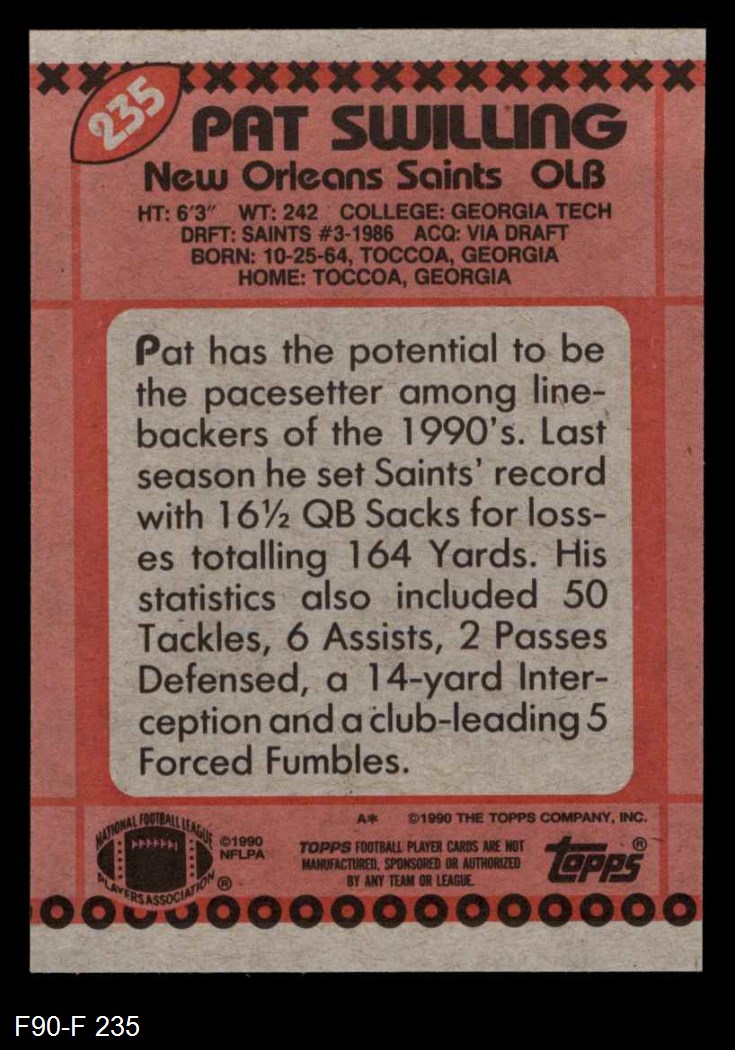 235
PAT SWILLING
New Orleans Saints OLB
HT: 6'3" WT: 242 COLLEGE: GEORGIA TECH
DRFT: SAINTS #3-1986 ACQ: VIA DRAFT
BORN: 10-25-64, TOCCOA, GEORGIA
HOME: TOCCOA, GEORGIA
Pat has the potential to be
the pacesetter among line-
backers of the 1990's. Last
season he set Saints' record
with 16½ QB Sacks for loss-
es totalling 164 Yards. His
statistics also included 50
Tackles, 6 Assists, 2 Passes
Defensed, a 14-yard Inter-
ception and a club-leading 5
Forced Fumbles.
A* ©1990 THE TOPPS COMPANY, INC.
NATIONAL FOOTBALL LEAGUE
PLAYERS ASSOCIATION ®
©1990
NFLPA
TOPPS FOOTBALL PLAYER CARDS ARE NOT
MANUFACTURED, SPONSORED OR AUTHORIZED
BY ANY TEAM OR LEAGUE.
topps ®
F90-F 235